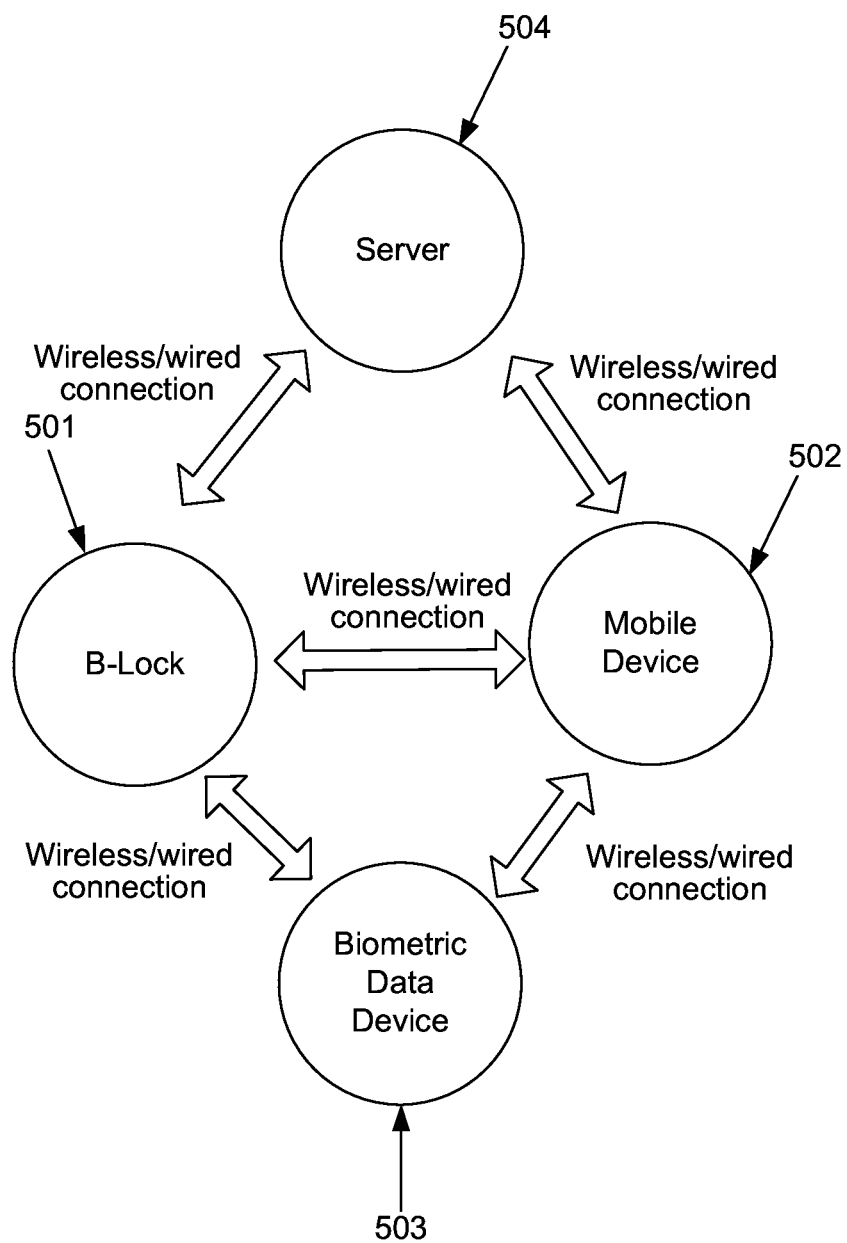 504
Server
Wireless/wired
connection
Wireless/wired
connection
501
502
Wireless/wired
connection
Mobile
Device
B-Lock
Wireless/wired
connection
Wireless/wired
connection
Biometric
Data
Device
503